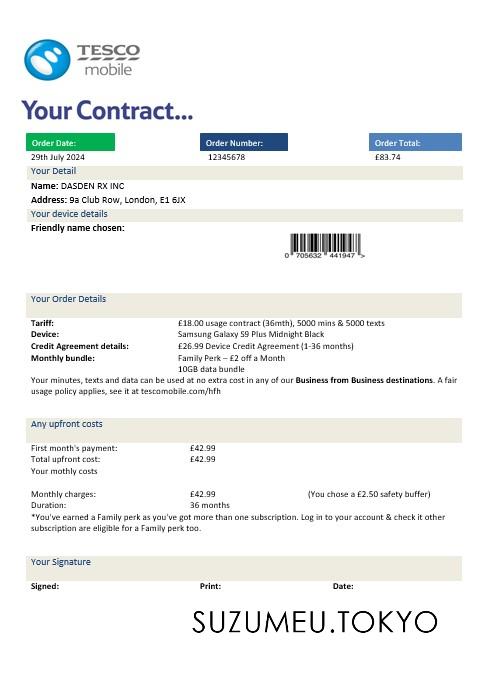 TESCO
mobile
Your Contract...
Order Date: Order Number: Order Total:
29th July 2024 12345678 £83.74
Your Detail
Name: DASDEN RX INC
Address: 9a Club Row, London, E1 6JX
Your device details
Friendly name chosen:
0 705632 441947 >
Your Order Details
Tariff: £18.00 usage contract (36mth), 5000 mins & 5000 texts
Device: Samsung Galaxy S9 Plus Midnight Black
Credit Agreement details: £26.99 Device Credit Agreement (1-36 months)
Monthly bundle: Family Perk – £2 off a Month
10GB data bundle
Your minutes, texts and data can be used at no extra cost in any of our Business from Business destinations. A fair
usage policy applies, see it at tescomobile.com/hfh
Any upfront costs
First month's payment: £42.99
Total upfront cost: £42.99
Your mothly costs
Monthly charges: £42.99 (You chose a £2.50 safety buffer)
Duration: 36 months
*You've earned a Family perk as you've got more than one subscription. Log in to your account & check it other
subscription are eligible for a Family perk too.
Your Signature
Signed: Print: Date:
SUZUMEU.TOKYO